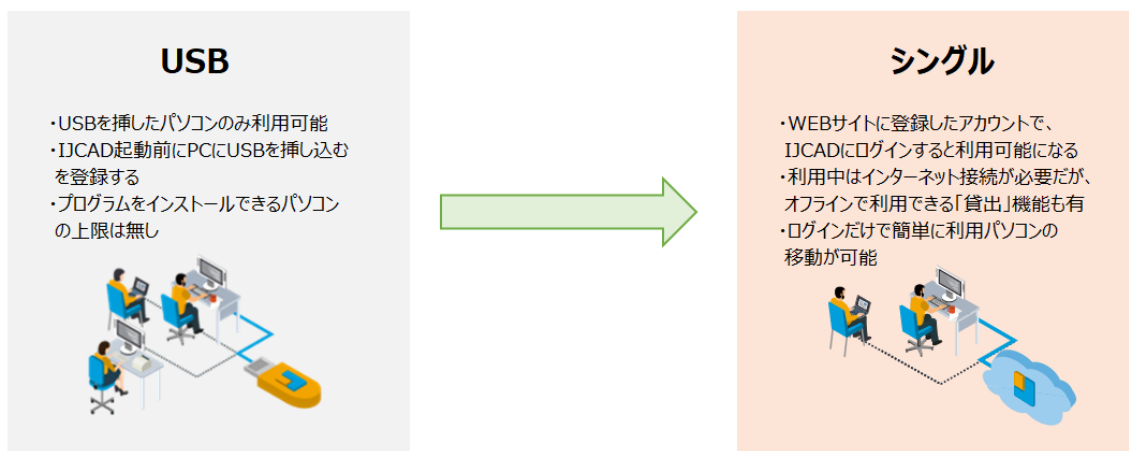 USB
・USBを挿したパソコンのみ利用可能
・IJCAD起動前にPCにUSBを挿し込む
を登録する
・プログラムをインストールできるパソコン
の上限は無し
シングル
・WEBサイトに登録したアカウントで、
IJCADにログインすると利用可能になる
・利用中はインターネット接続が必要だが、
オフラインで利用できる「貸出」機能も有
・ログインだけで簡単に利用パソコンの
移動が可能